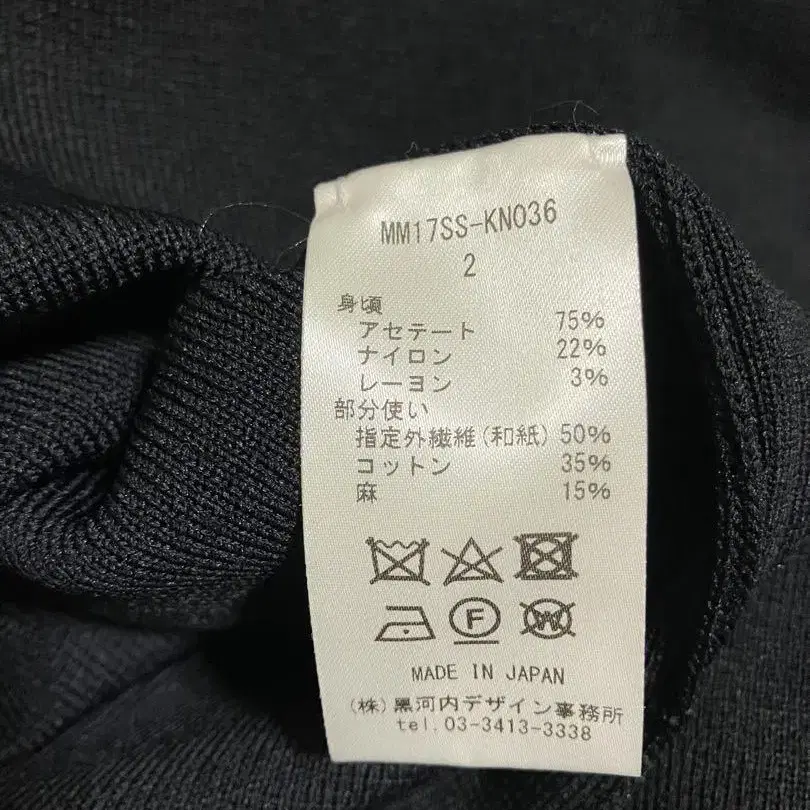 MM17SS-KN036
2
身頃
アセテート 75%
ナイロン 22%
レーヨン 3%
部分使い
指定外繊維(和紙) 50%
コットン 35%
麻 15%
F
W
MADE IN JAPAN
(株)黒河内デザイン事務所
tel.03-3413-3338